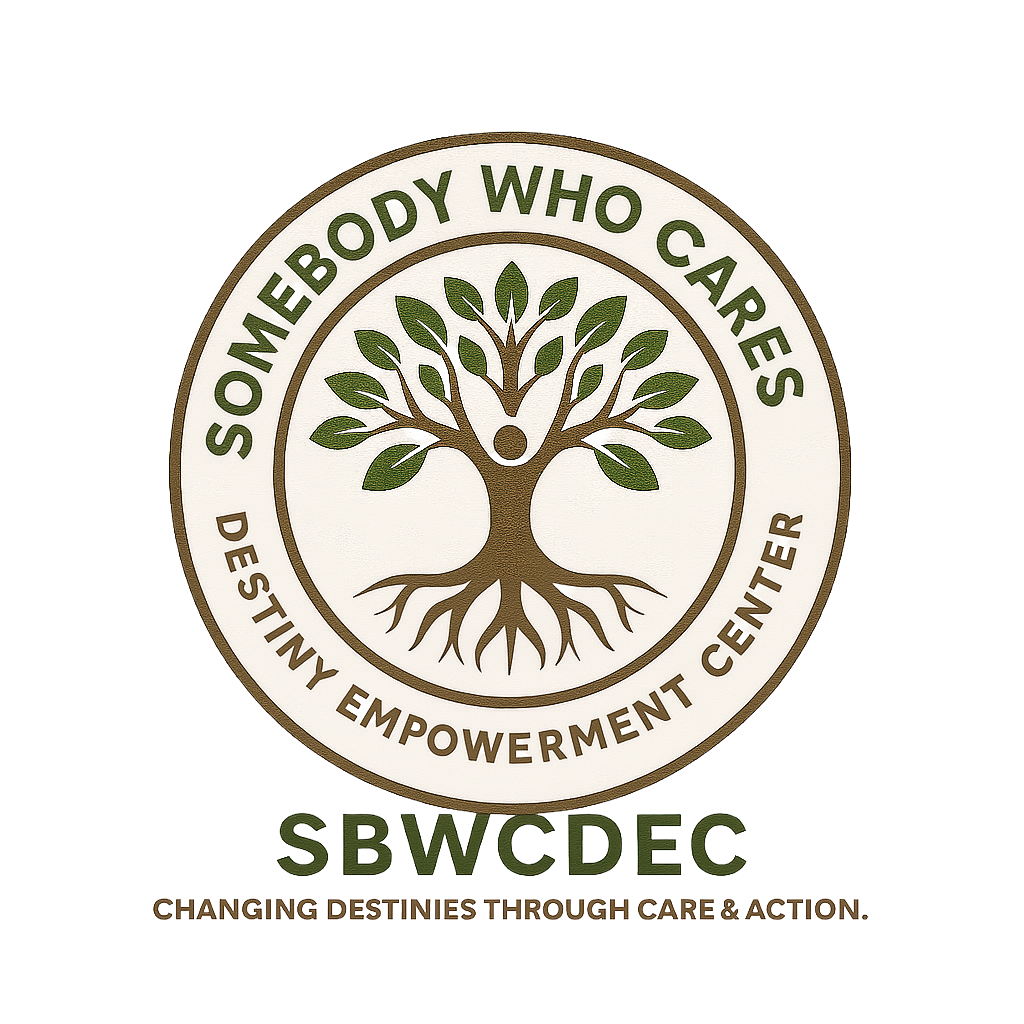 SOMEBODY WHO CARES
DESTINY EMPOWERMENT CENTER
SBWCDEC
CHANGING DESTINIES THROUGH CARE & ACTION.